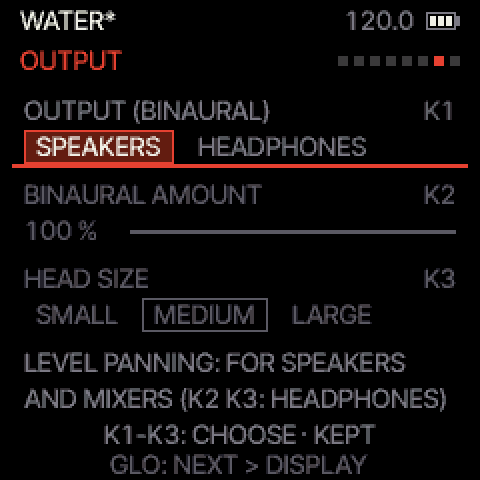 WATER* 120.0
OUTPUT
OUTPUT (BINAURAL) K1
SPEAKERS HEADPHONES
BINAURAL AMOUNT K2
100 %
HEAD SIZE K3
SMALL MEDIUM LARGE
LEVEL PANNING: FOR SPEAKERS
AND MIXERS (K2 K3: HEADPHONES)
K1-K3: CHOOSE · KEPT
GLO: NEXT > DISPLAY